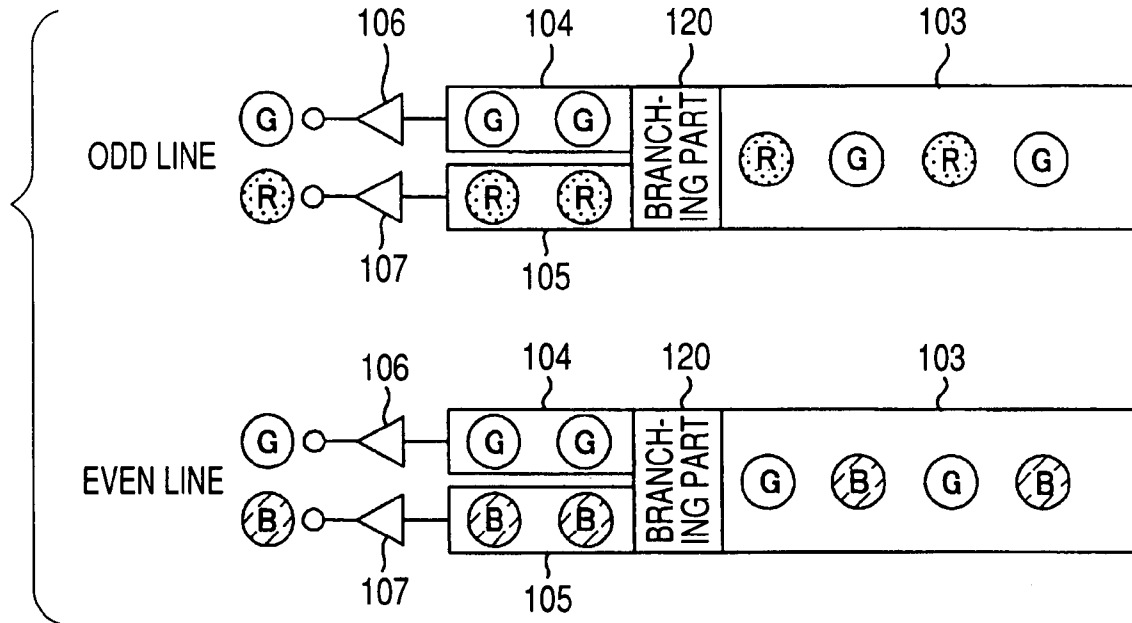 106 104 120 103
ODD LINE
G G G
R R R
BRANCH-
ING PART
R G R G
107 105
106 104 120 103
EVEN LINE
G G G
B B B
BRANCH-
ING PART
G B G B
107 105